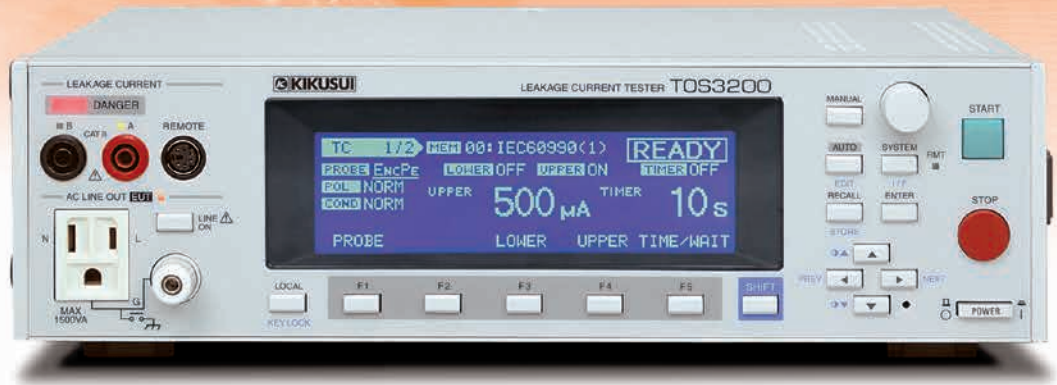 LEAKAGE CURRENT
DANGER
B
CAT II
A
REMOTE
AC LINE OUT EUT
N
L
LINE ON
G
MAX
1500VA
KIKUSUI
LEAKAGE CURRENT TESTER TOS3200
TC 1/2 MEM 00:IEC60990(1) READY
PROBE EncPe LOWER OFF UPPER ON TIMER OFF
POL NORM
COND NORM
UPPER 500 µA TIMER 10 s
PROBE LOWER UPPER TIME/WAIT
LOCAL
KEYLOCK
F1
F2
F3
F4
F5
SHIFT
MANUAL
AUTO
EDIT
SYSTEM
I/F
RMT
RECALL
STORE
ENTER
PREV
NEXT
START
STOP
POWER